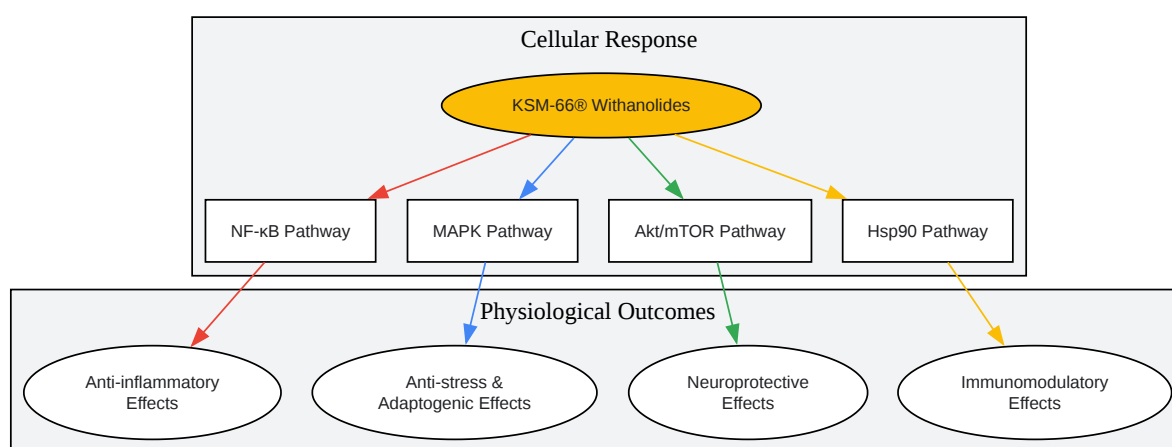 Cellular Response
KSM-66® Withanolides
NF-κB Pathway
MAPK Pathway
Akt/mTOR Pathway
Hsp90 Pathway
Physiological Outcomes
Anti-inflammatory
Effects
Anti-stress &
Adaptogenic Effects
Neuroprotective
Effects
Immunomodulatory
Effects